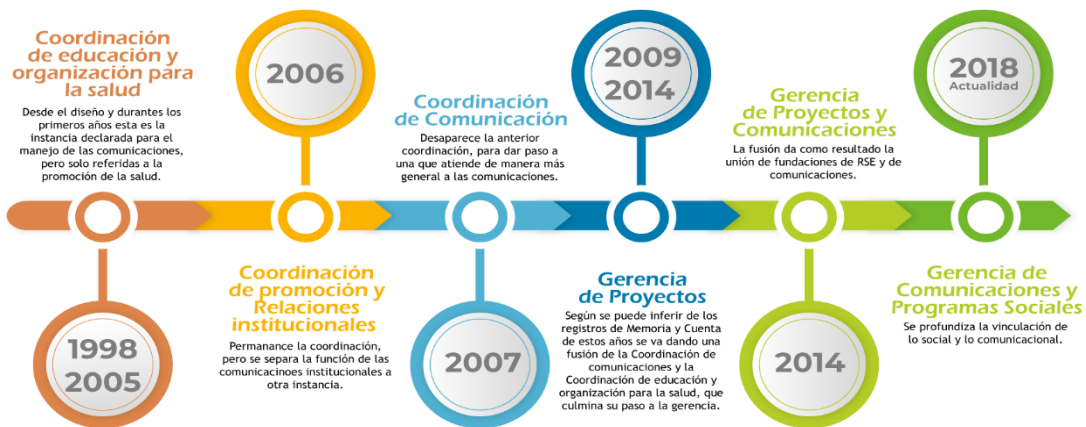 Coordinación
de educación y
organización para
la salud
Desde el diseño y durantes los
primeros años esta es la
instancia declarada para el
manejo de las comunicaciones,
pero solo referidas a la
promoción de la salud.
1998
2005
2006
Coordinación
de promoción y
Relaciones
institucionales
Permanance la coordinación,
pero se separa la función de las
comunicacinoes institucionales a
otra instancia.
Coordinación
de Comunicación
Desaparece la anterior
coordinación, para dar paso a
una que atiende de manera más
general a las comunicaciones.
2007
2009
2014
Gerencia
de Proyectos
Según se puede inferir de los
registros de Memoria y Cuenta
de estos años se va dando una
fusión de la Coordinación de
comunicaciones y la
Coordinación de educación y
organización para la salud, que
culmina su paso a la gerencia.
Gerencia
de Proyectos y
Comunicaciones
La fusión da como resultado la
unión de fundaciones de RSE y de
comunicaciones.
2014
2018
Actualidad
Gerencia de
Comunicaciones y
Programas Sociales
Se profundiza la vinculación de
lo social y lo comunicacional.